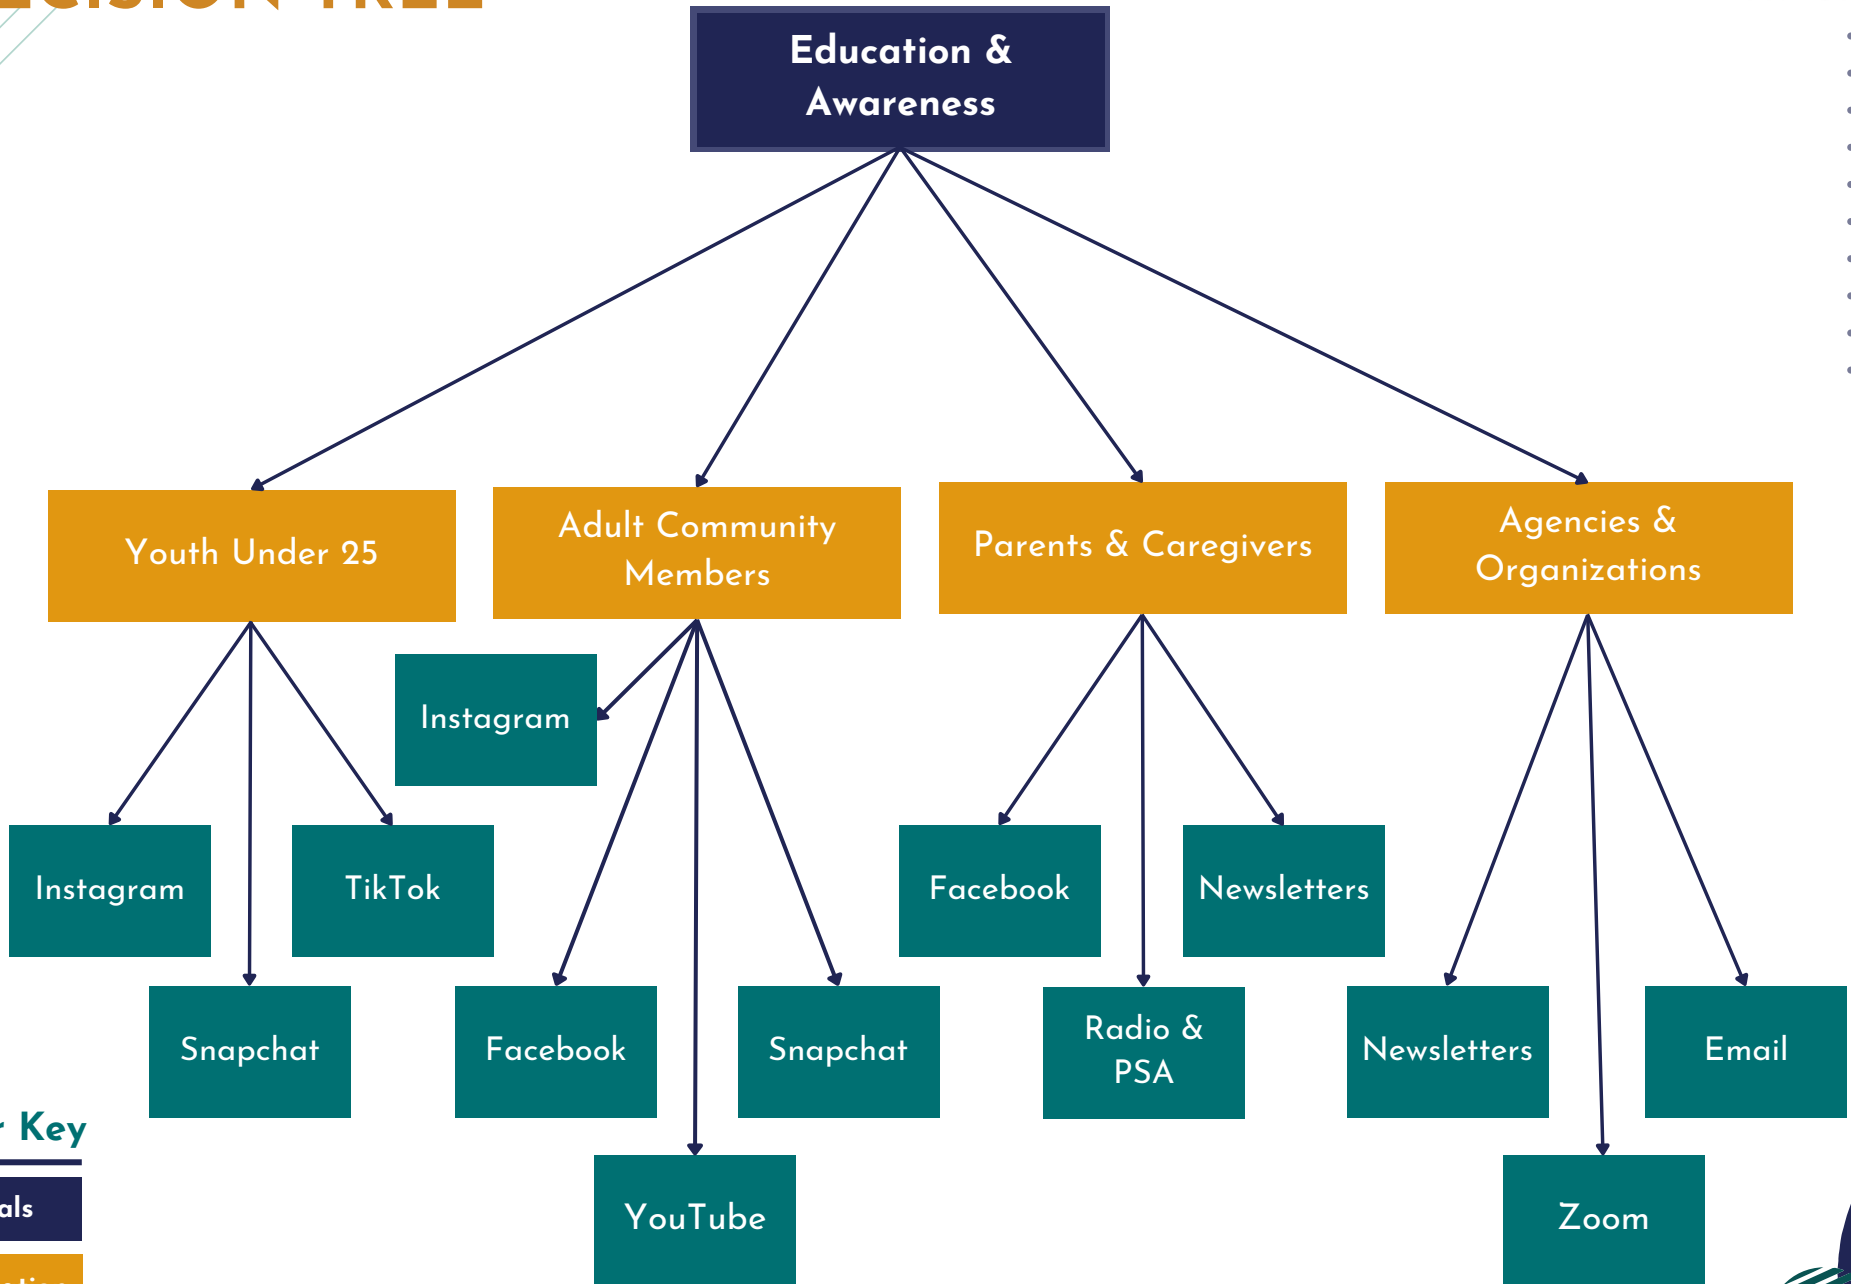 TREE
Education &
Awareness
Youth Under 25
Adult Community
Members
Parents & Caregivers
Agencies &
Organizations
Instagram
Instagram
TikTok
Facebook
Newsletters
Snapchat
Facebook
Snapchat
Radio &
PSA
Newsletters
Email
YouTube
Zoom
Key